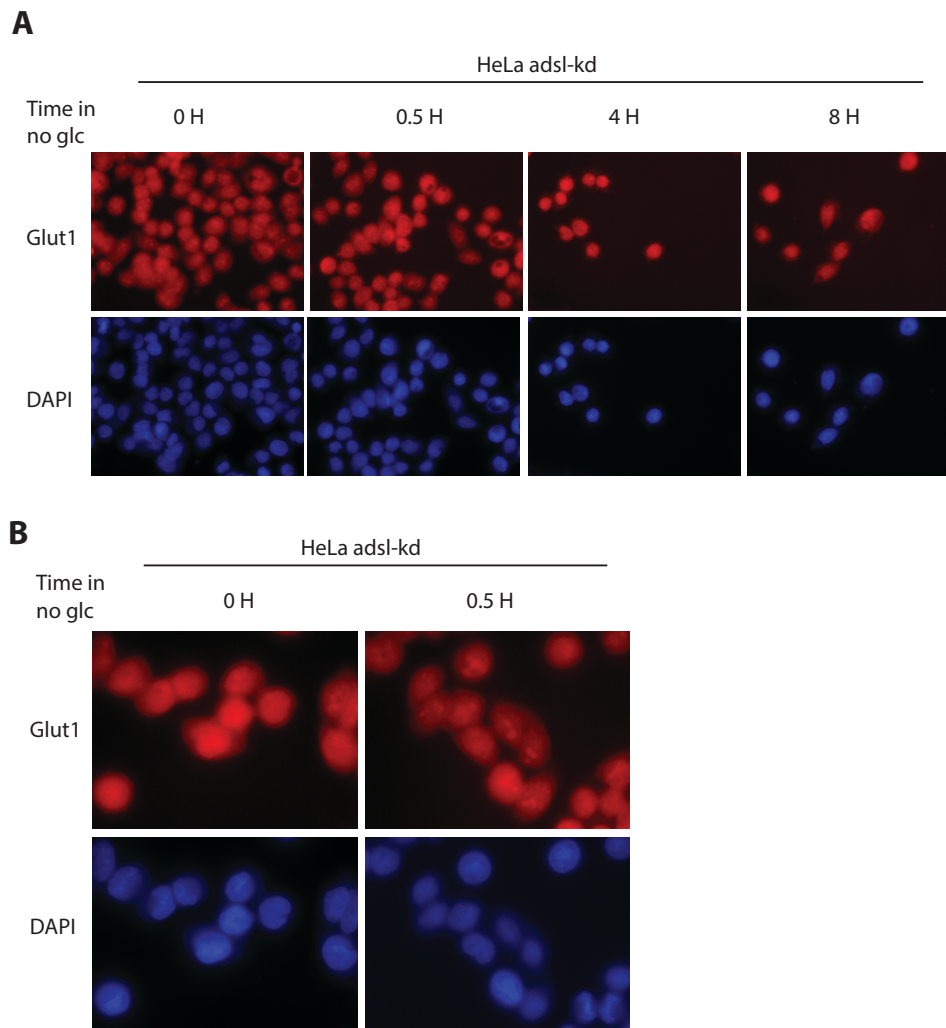 A
HeLa adsl-kd
Time in
no glc
0 H
0.5 H
4 H
8 H
Glut1
DAPI
B
HeLa adsl-kd
Time in
no glc
0 H
0.5 H
Glut1
DAPI